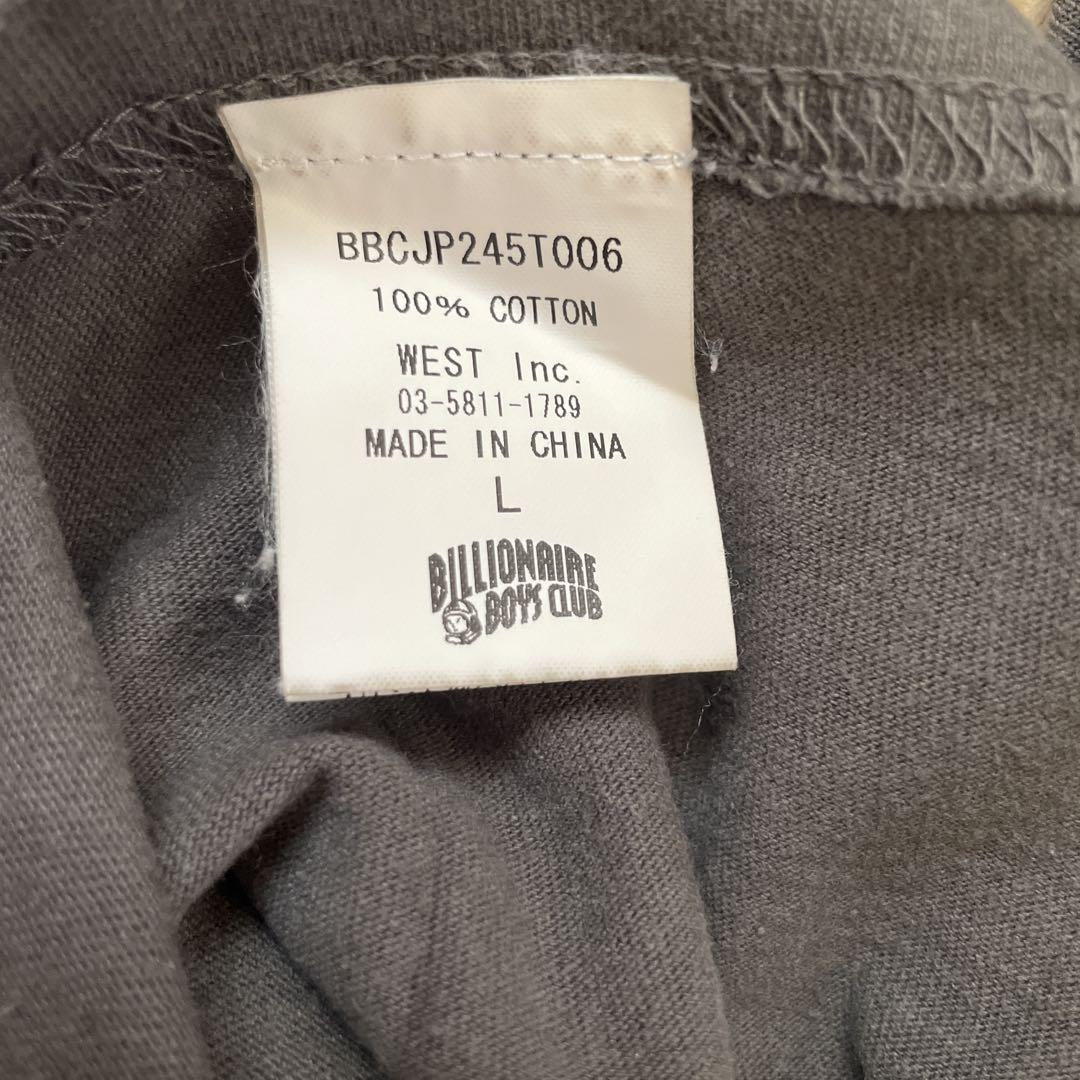 BBCJP245T006
100% COTTON
WEST Inc.
03-5811-1789
MADE IN CHINA
L
BILLIONAIRE
BOYS CLUB